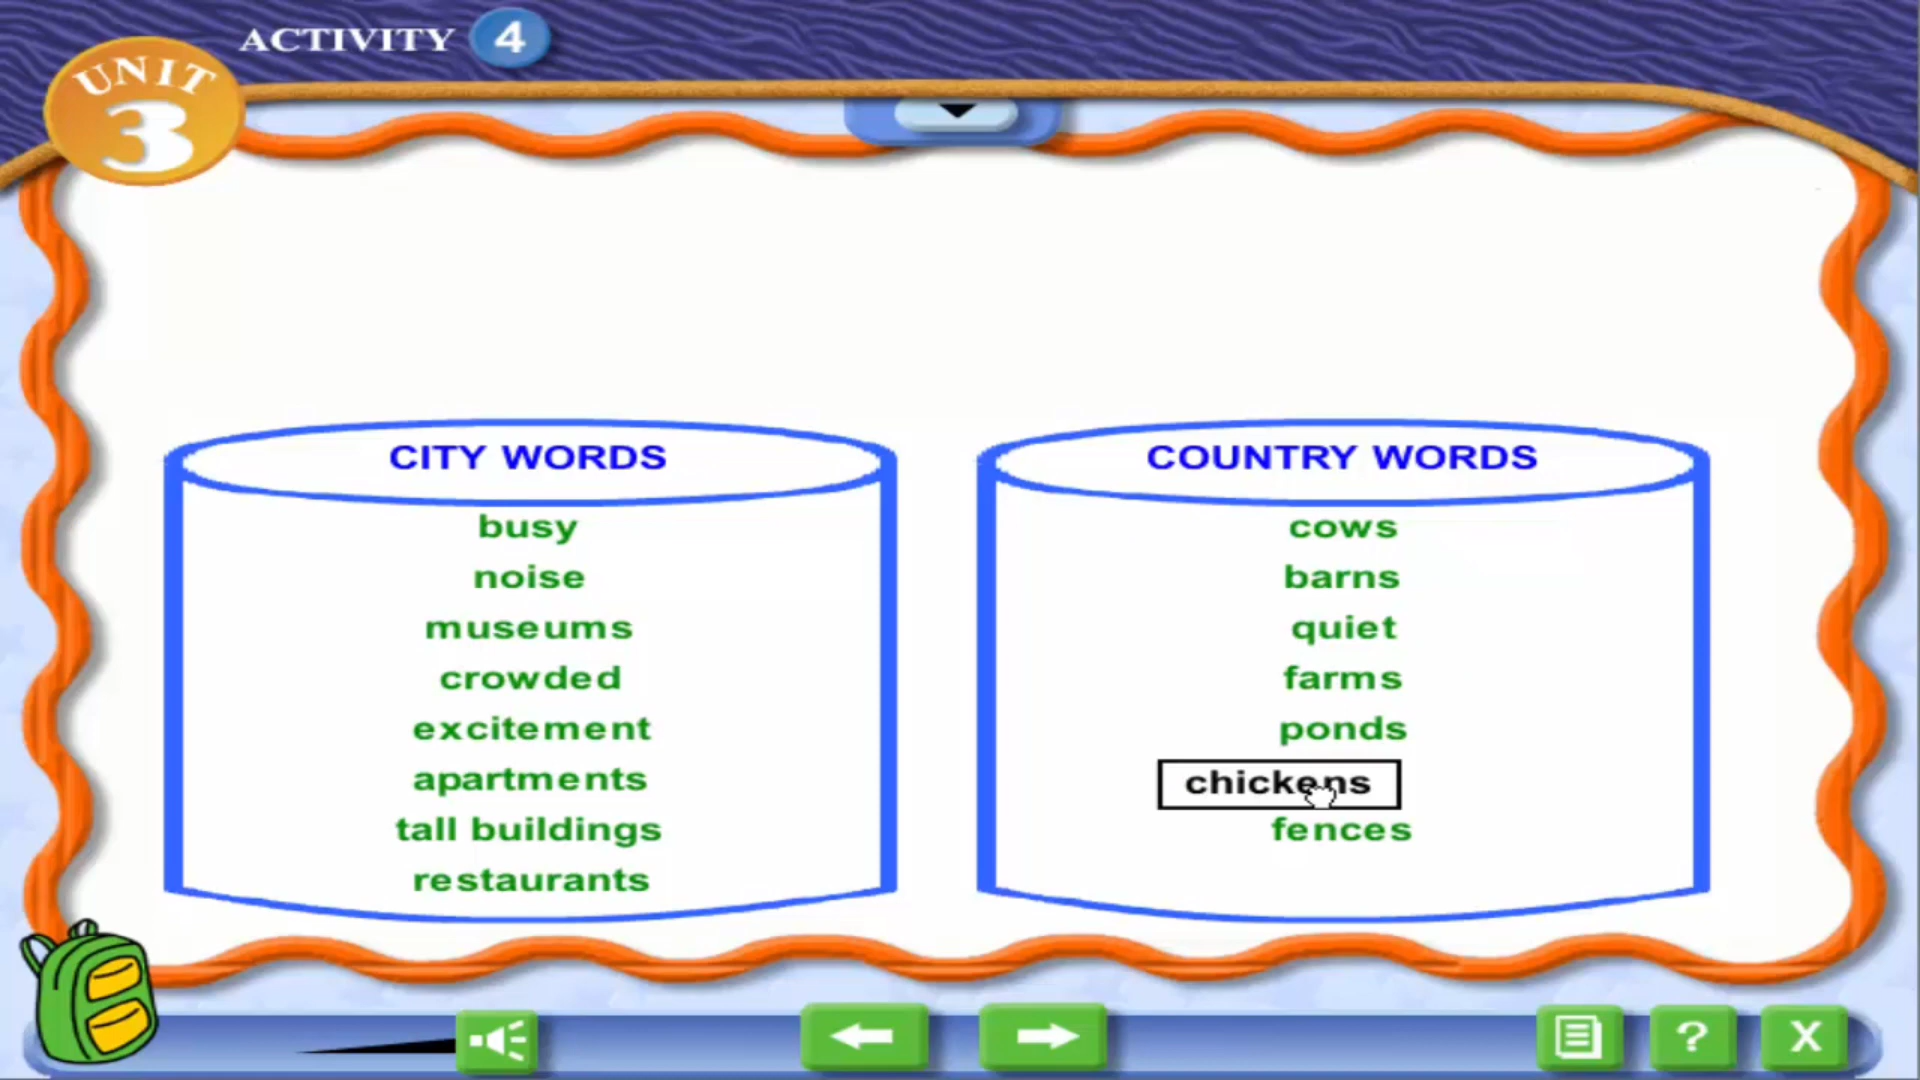 ACTIVITY 4
UNIT
3
CITY WORDS
busy
noise
museums
crowded
excitement
apartments
tall buildings
restaurants
COUNTRY WORDS
cows
barns
quiet
farms
ponds
chickens
fences
?
X